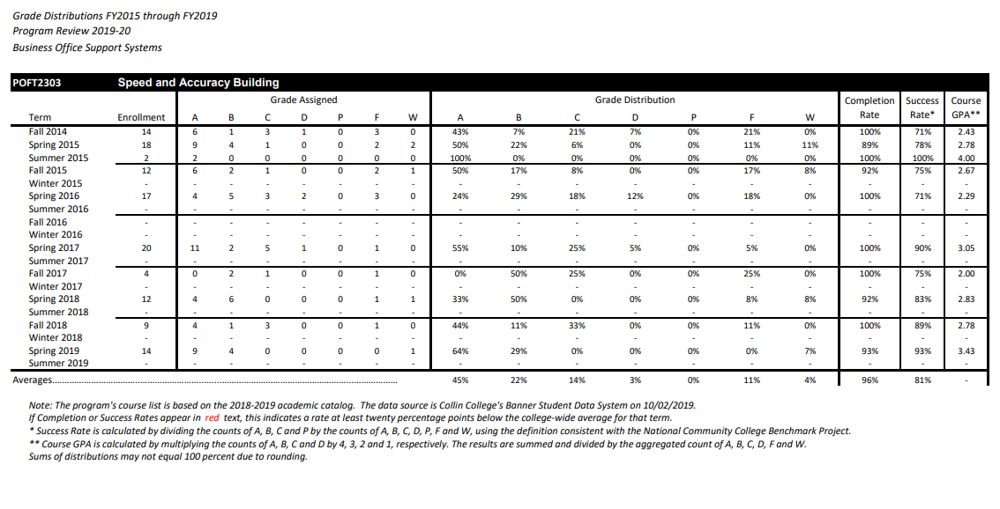 Grade Distributions FY2015 through FY2019
Program Review 2019-20
Business Office Support Systems
POFT2303 Speed and Accuracy Building
Grade Assigned Grade Distribution Completion Success Course
Term Enrollment A B C D P F W A B C D P F W Rate Rate* GPA**
Fall 2014 14 6 1 3 1 0 3 0 43% 7% 21% 7% 0% 21% 0% 100% 71% 2.43
Spring 2015 18 9 4 1 0 0 2 2 50% 22% 6% 0% 0% 11% 11% 89% 78% 2.78
Summer 2015 2 2 0 0 0 0 0 0 100% 0% 0% 0% 0% 0% 0% 100% 100% 4.00
Fall 2015 12 6 2 1 0 0 2 1 50% 17% 8% 0% 0% 17% 8% 92% 75% 2.67
Winter 2015 - - - - - - - - - - - - - - - - - -
Spring 2016 17 4 5 3 2 0 3 0 24% 29% 18% 12% 0% 18% 0% 100% 71% 2.29
Summer 2016 - - - - - - - - - - - - - - - - - -
Fall 2016 - - - - - - - - - - - - - - - - - -
Winter 2016 - - - - - - - - - - - - - - - - - -
Spring 2017 20 11 2 5 1 0 1 0 55% 10% 25% 5% 0% 5% 0% 100% 90% 3.05
Summer 2017 - - - - - - - - - - - - - - - - - -
Fall 2017 4 0 2 1 0 0 1 0 0% 50% 25% 0% 0% 25% 0% 100% 75% 2.00
Winter 2017 - - - - - - - - - - - - - - - - - -
Spring 2018 12 4 6 0 0 0 1 1 33% 50% 0% 0% 0% 8% 8% 92% 83% 2.83
Summer 2018 - - - - - - - - - - - - - - - - - -
Fall 2018 9 4 1 3 0 0 1 0 44% 11% 33% 0% 0% 11% 0% 100% 89% 2.78
Winter 2018 - - - - - - - - - - - - - - - - - -
Spring 2019 14 9 4 0 0 0 0 1 64% 29% 0% 0% 0% 0% 7% 93% 93% 3.43
Summer 2019 - - - - - - - - - - - - - - - - - -
Averages........................................................................................................ 45% 22% 14% 3% 0% 11% 4% 96% 81% -
Note: The program's course list is based on the 2018-2019 academic catalog. The data source is Collin College's Banner Student Data System on 10/02/2019.
If Completion or Success Rates appear in red text, this indicates a rate at least twenty percentage points below the college-wide average for that term.
* Success Rate is calculated by dividing the counts of A, B, C and P by the counts of A, B, C, D, P, F and W, using the definition consistent with the National Community College Benchmark Project.
** Course GPA is calculated by multiplying the counts of A, B, C and D by 4, 3, 2 and 1, respectively. The results are summed and divided by the aggregated count of A, B, C, D, F and W.
Sums of distributions may not equal 100 percent due to rounding.